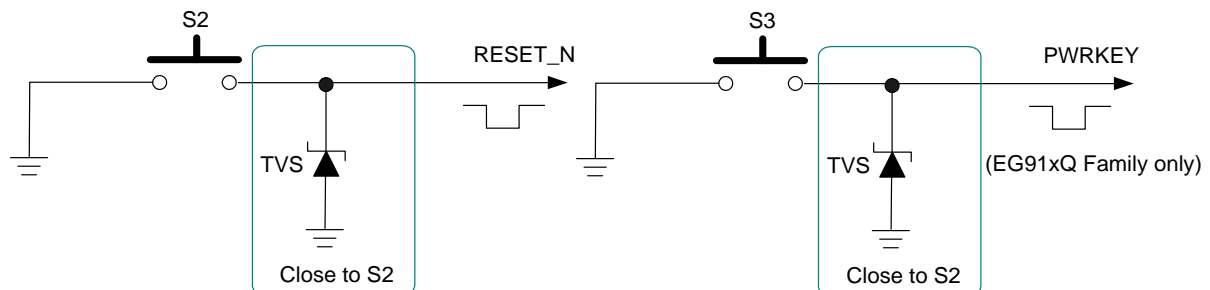 S2
RESET_N
TVS
Close to S2
S3
PWRKEY
TVS
(EG91xQ Family only)
Close to S2